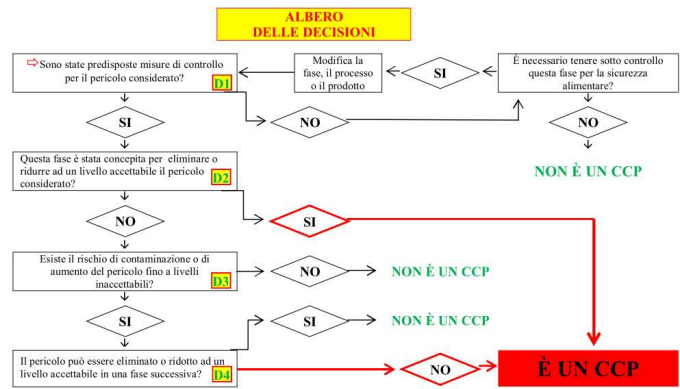 ALBERO
DELLE DECISIONI
Sono state predisposte misure di controllo
per il pericolo considerato?
D1
Modifica la
fase, il processo
o il prodotto
SI
È necessario tenere sotto controllo
questa fase per la sicurezza
alimentare?
SI
NO
NO
NON È UN CCP
Questa fase è stata concepita per eliminare o
ridurre ad un livello accettabile il pericolo
considerato?
D2
NO
SI
Esiste il rischio di contaminazione o di
aumento del pericolo fino a livelli
inaccettabili?
D3
NO
NON È UN CCP
SI
SI
NON È UN CCP
Il pericolo può essere eliminato o ridotto ad un
livello accettabile in una fase successiva?
D4
NO
È UN CCP